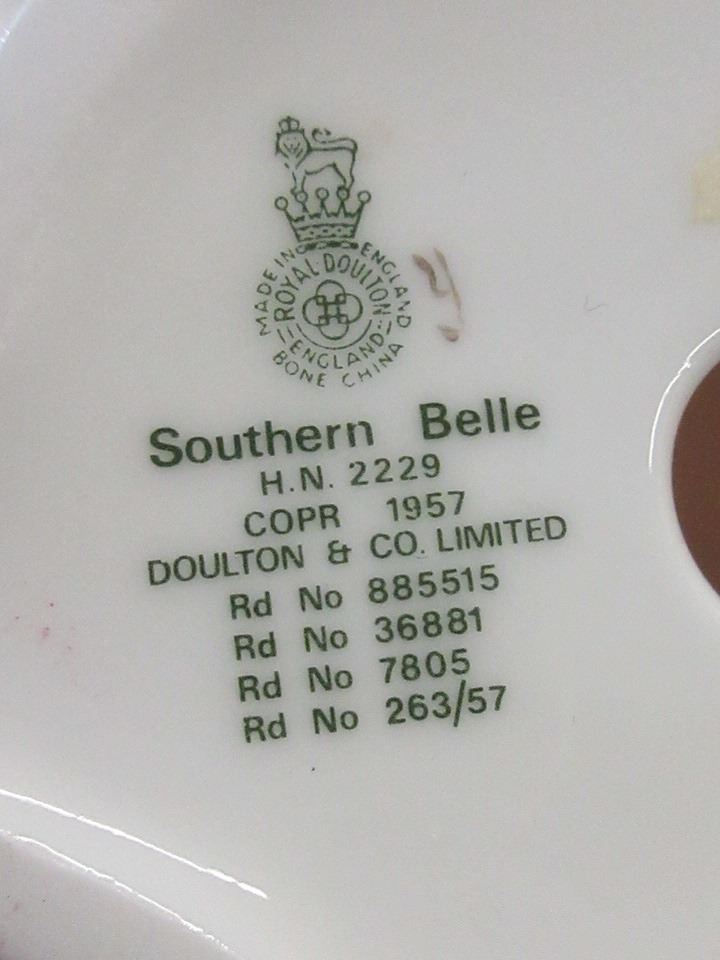 MADE IN ENGLAND
ROYAL DOULTON
ENGLAND
BONE CHINA
Southern Belle
H.N. 2229
COPR 1957
DOULTON & CO. LIMITED
Rd No 885515
Rd No 36881
Rd No 7805
Rd No 263/57